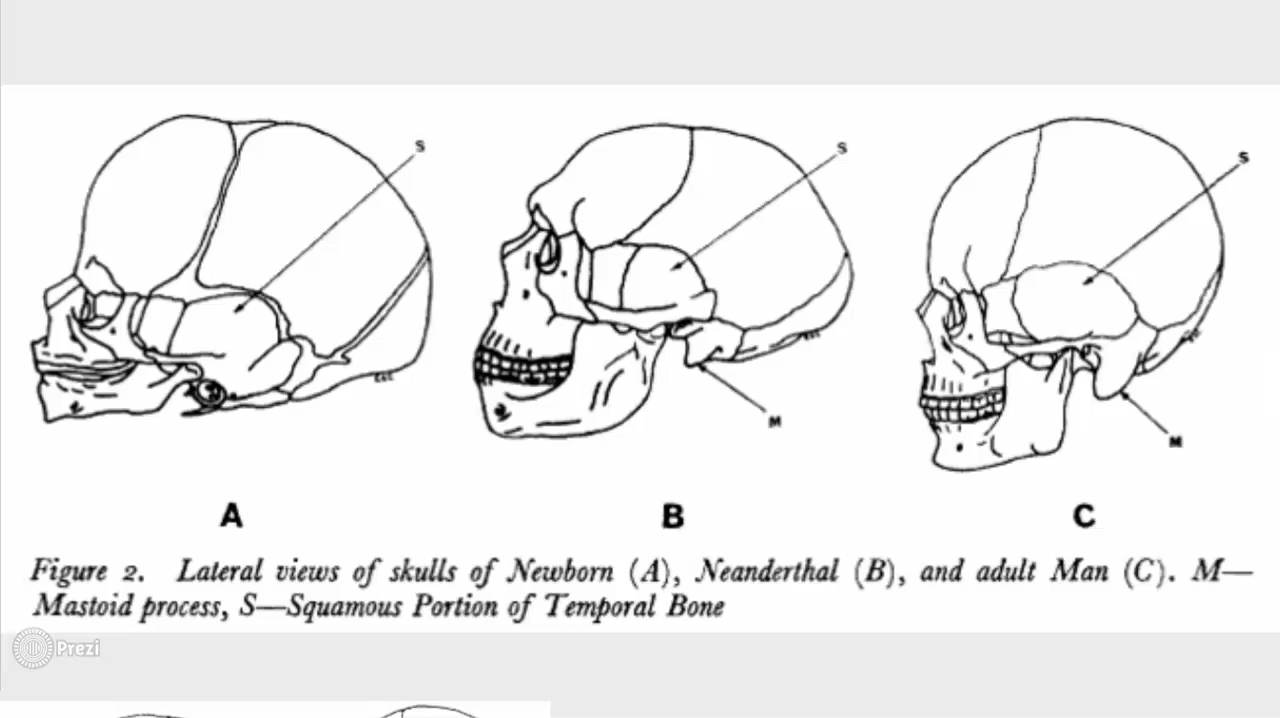 S
S
S
M
M
A
B
C
Figure 2. Lateral views of skulls of Newborn (A), Neanderthal (B), and adult Man (C). M—
Mastoid process, S—Squamous Portion of Temporal Bone
Prezi